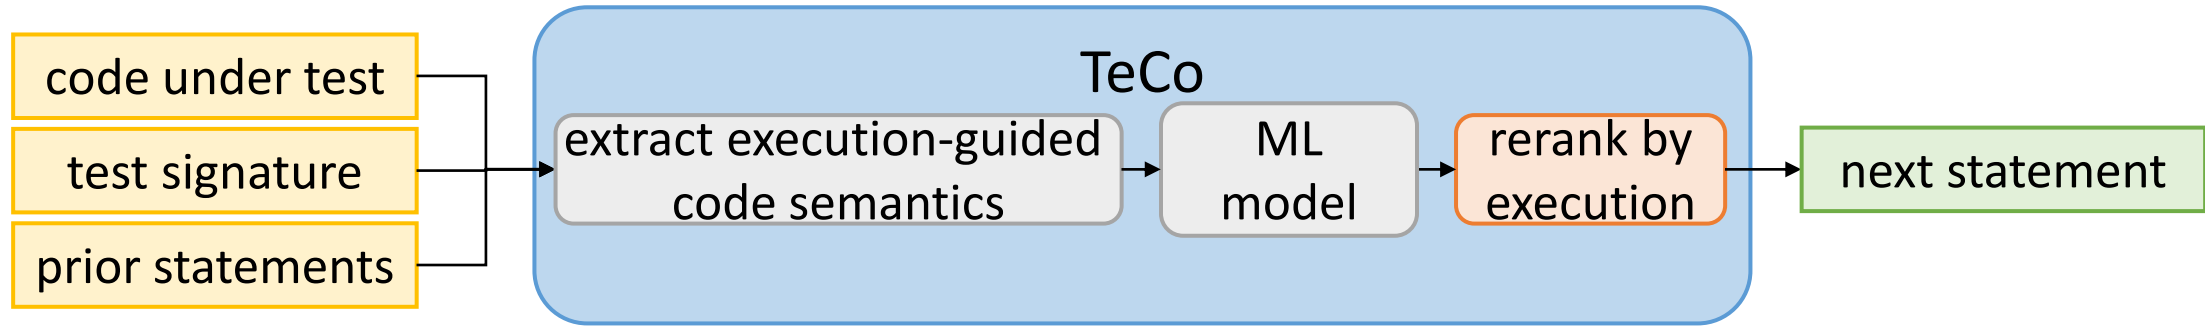 code under test
test signature
prior statements
TeCo
extract execution-guided
code semantics
ML
model
rerank by
execution
next statement